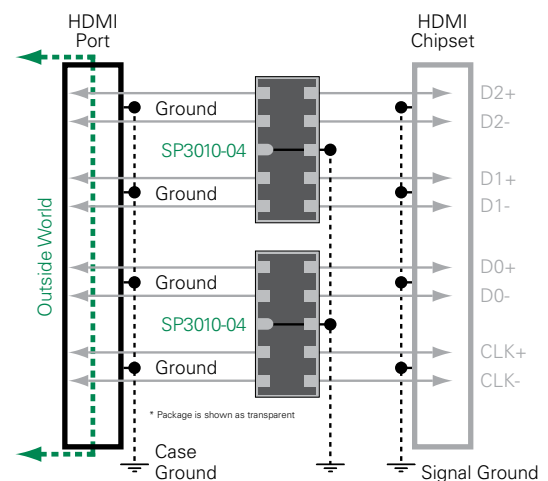 HDMI
Port
HDMI
Chipset
D2+
Ground
D2-
SP3010-04
D1+
Ground
D1-
Outside World
D0+
Ground
D0-
SP3010-04
CLK+
Ground
CLK-
* Package is shown as transparent
Case
Ground
Signal Ground